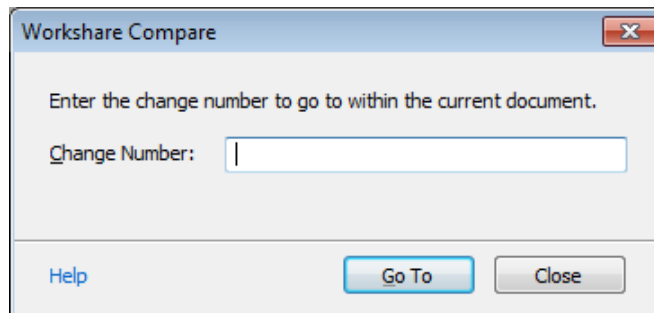 Workshare Compare
Enter the change number to go to within the current document.
Change Number:
Help
Go To
Close